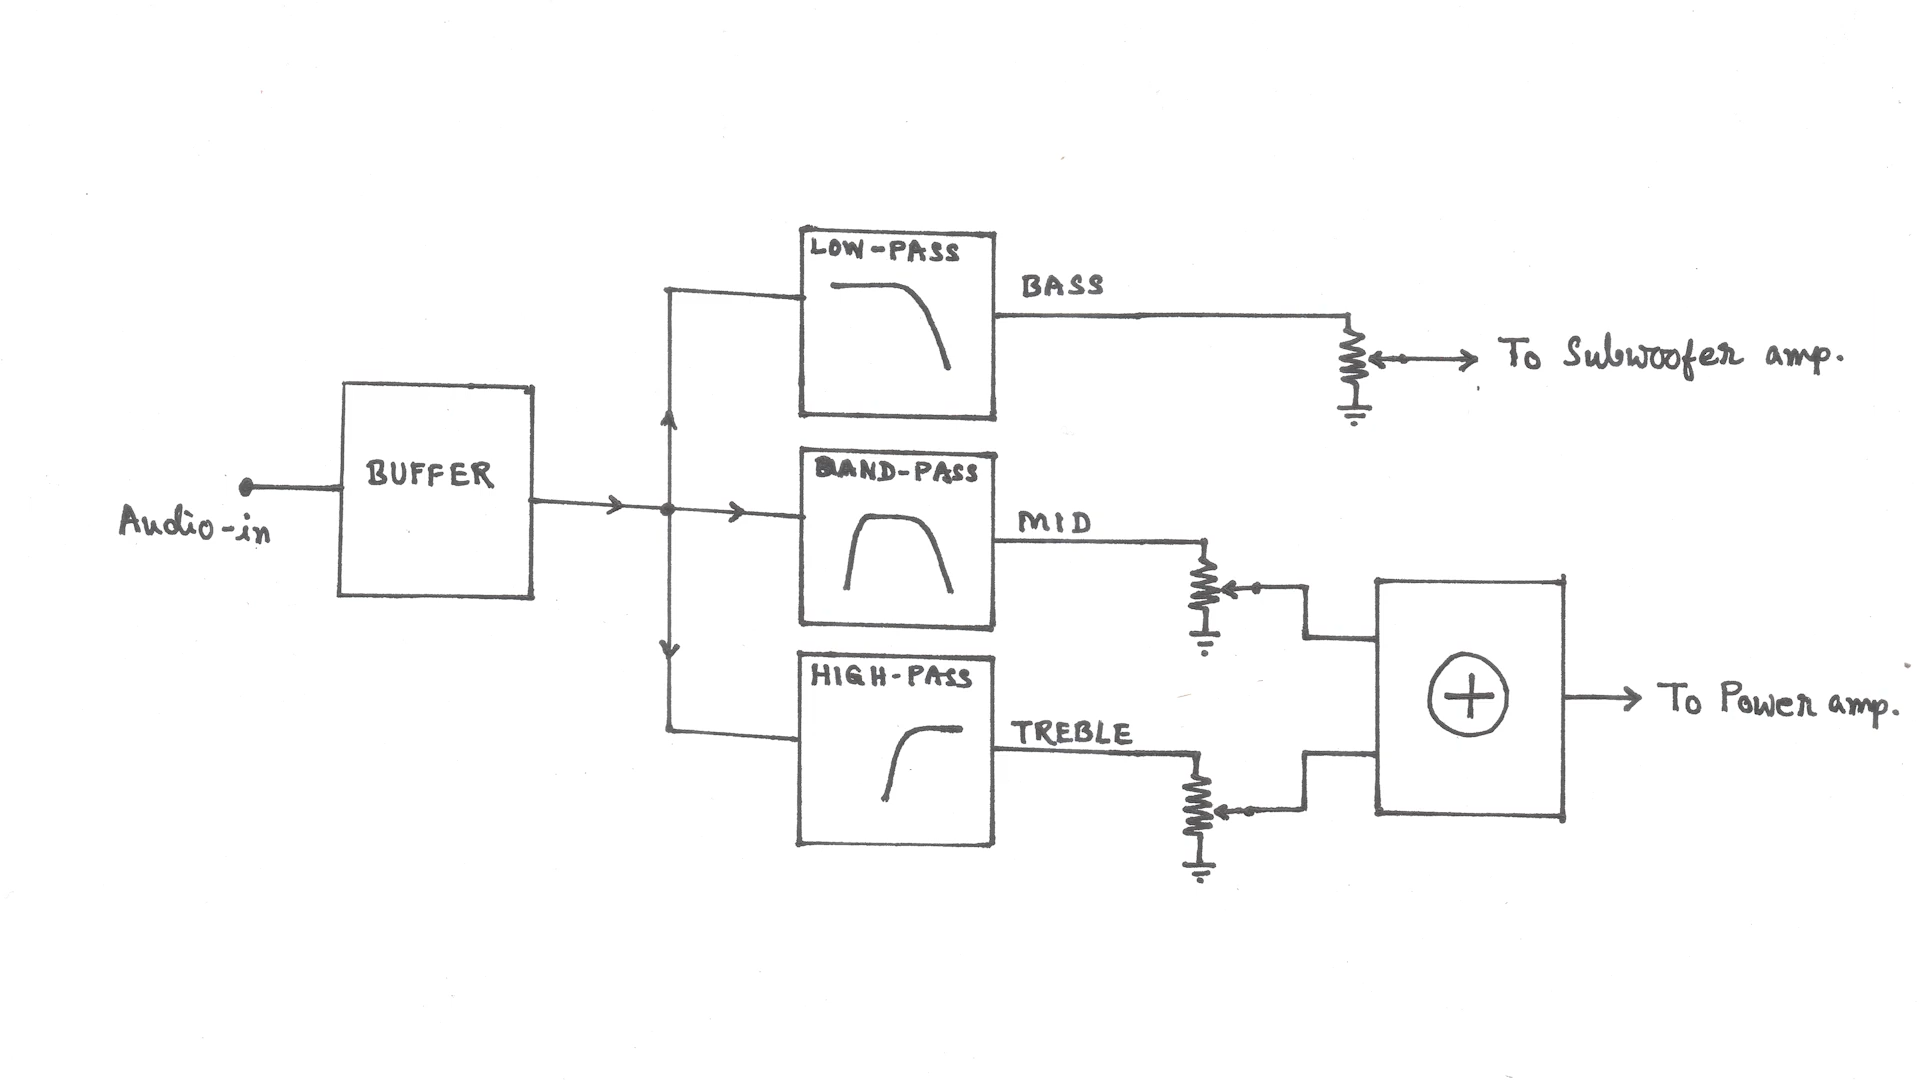 LOW-PASS
BASS
To Subwoofer amp.
BUFFER
BAND-PASS
Audio-in
MID
HIGH-PASS
TREBLE
To Power amp.